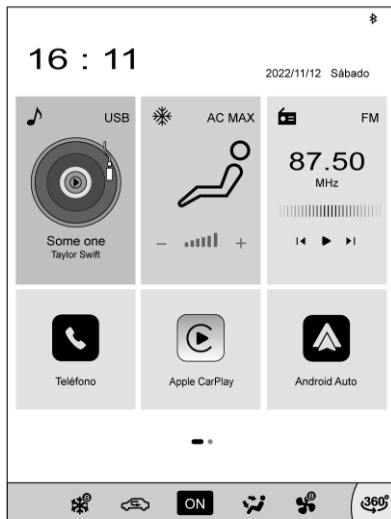 16 : 11
2022/11/12 Sábado
USB
AC MAX
FM
87.50
MHz
Some one
Taylor Swift
Teléfono
Apple CarPlay
Android Auto
ON
360°